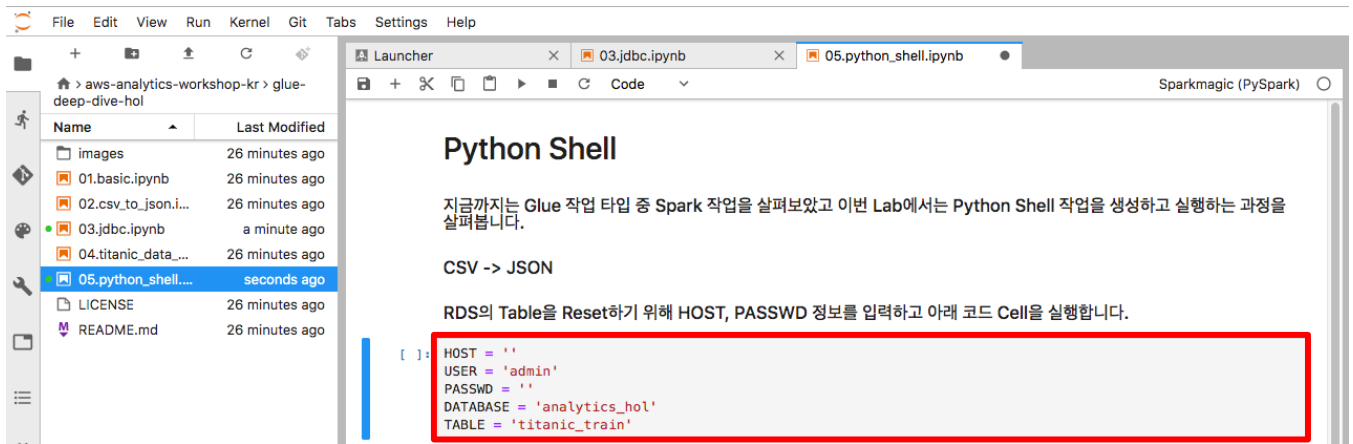 File Edit View Run Kernel Git Tabs Settings Help
Launcher
03.jdbc.ipynb
05.python_shell.ipynb
Code
Sparkmagic (PySpark)
> aws-analytics-workshop-kr > glue-
deep-dive-hol
Name Last Modified
images 26 minutes ago
01.basic.ipynb 26 minutes ago
02.csv_to_json.i... 26 minutes ago
03.jdbc.ipynb a minute ago
04.titanic_data_... 26 minutes ago
05.python_shell.... seconds ago
LICENSE 26 minutes ago
README.md 26 minutes ago
Python Shell
지금까지는 Glue 작업 타입 중 Spark 작업을 살펴보았고 이번 Lab에서는 Python Shell 작업을 생성하고 실행하는 과정을
살펴봅니다.
CSV -> JSON
RDS의 Table을 Reset하기 위해 HOST, PASSWD 정보를 입력하고 아래 코드 Cell을 실행합니다.
[ ]: HOST = ''
USER = 'admin'
PASSWD = ''
DATABASE = 'analytics_hol'
TABLE = 'titanic_train'